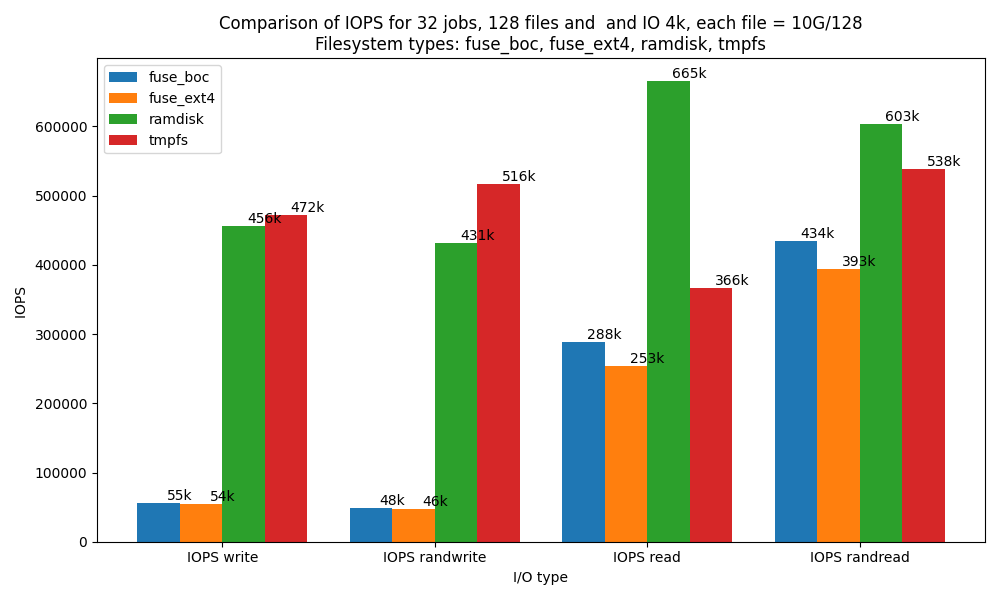 Comparison of IOPS for 32 jobs, 128 files and  and IO 4k, each file = 10G/128
Filesystem types: fuse_boc, fuse_ext4, ramdisk, tmpfs
fuse_boc
fuse_ext4
ramdisk
tmpfs
IOPS
600000
500000
400000
300000
200000
100000
0
55k
54k
456k
472k
48k
46k
431k
516k
288k
253k
665k
366k
434k
393k
603k
538k
IOPS write
IOPS randwrite
IOPS read
IOPS randread
I/O type